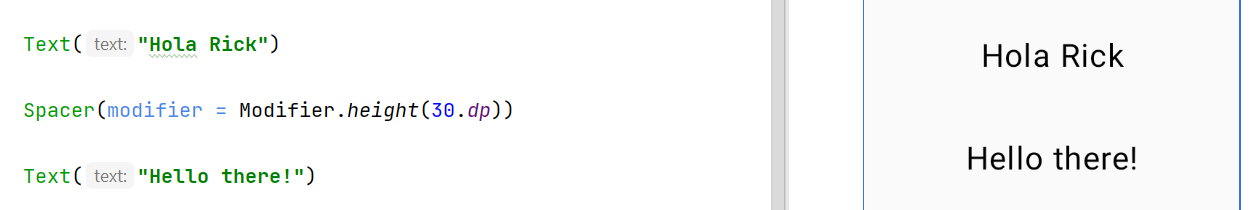 Text( text: "Hola Rick")
Hola Rick
Spacer(modifier = Modifier.height(30.dp))
Text( text: "Hello there!")
Hello there!